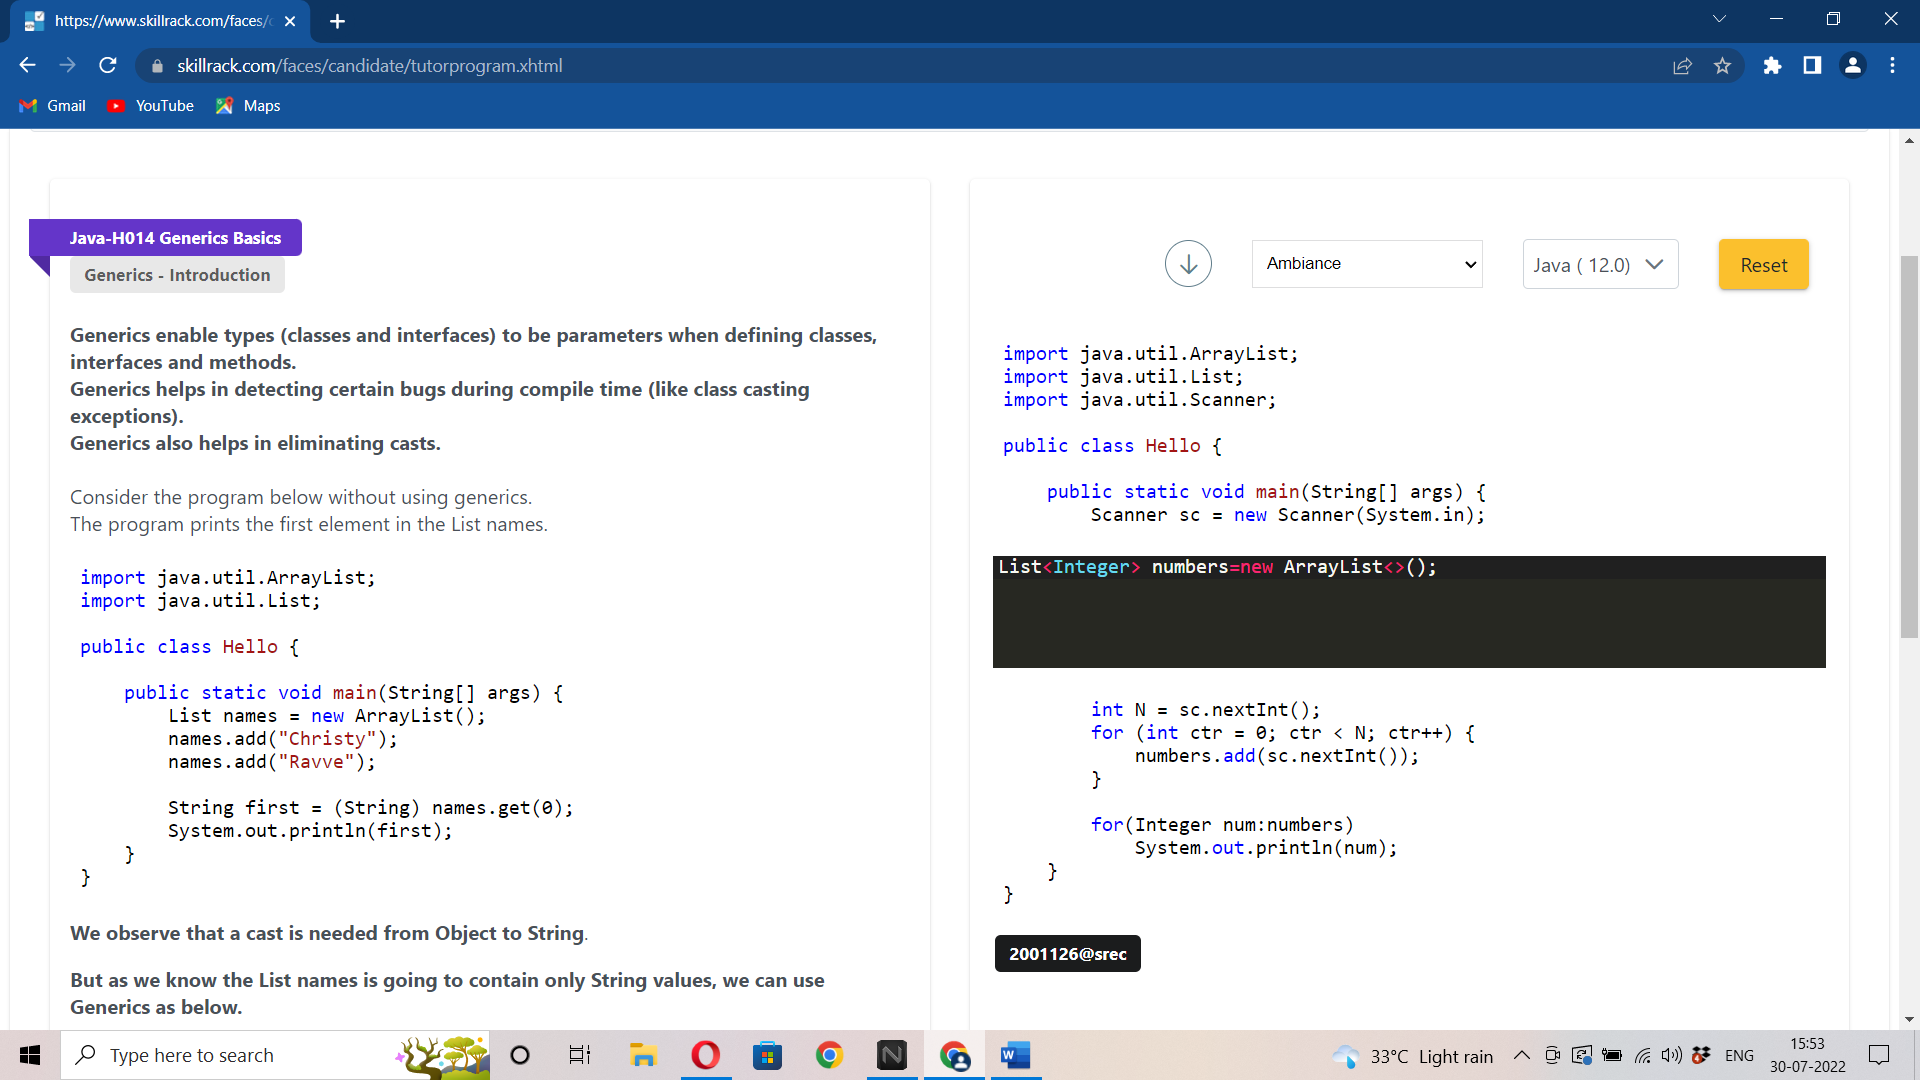 https://www.skillrack.com/faces/c
skillrack.com/faces/candidate/tutorprogram.xhtml
Gmail
YouTube
Maps
Java-H014 Generics Basics
Generics - Introduction
Generics enable types (classes and interfaces) to be parameters when defining classes,
interfaces and methods.
Generics helps in detecting certain bugs during compile time (like class casting
exceptions).
Generics also helps in eliminating casts.
Consider the program below without using generics.
The program prints the first element in the List names.
import java.util.ArrayList;
import java.util.List;
public class Hello {
public static void main(String[] args) {
List names = new ArrayList();
names.add("Christy");
names.add("Ravve");
String first = (String) names.get(0);
System.out.println(first);
}
}
We observe that a cast is needed from Object to String.
But as we know the List names is going to contain only String values, we can use
Generics as below.
Ambiance
Java ( 12.0)
Reset
import java.util.ArrayList;
import java.util.List;
import java.util.Scanner;
public class Hello {
public static void main(String[] args) {
Scanner sc = new Scanner(System.in);
List<Integer> numbers=new ArrayList<>();
int N = sc.nextInt();
for (int ctr = 0; ctr < N; ctr++) {
numbers.add(sc.nextInt());
}
for(Integer num:numbers)
System.out.println(num);
}
}
2001126@srec
Type here to search
33°C Light rain
ENG
15:53
30-07-2022